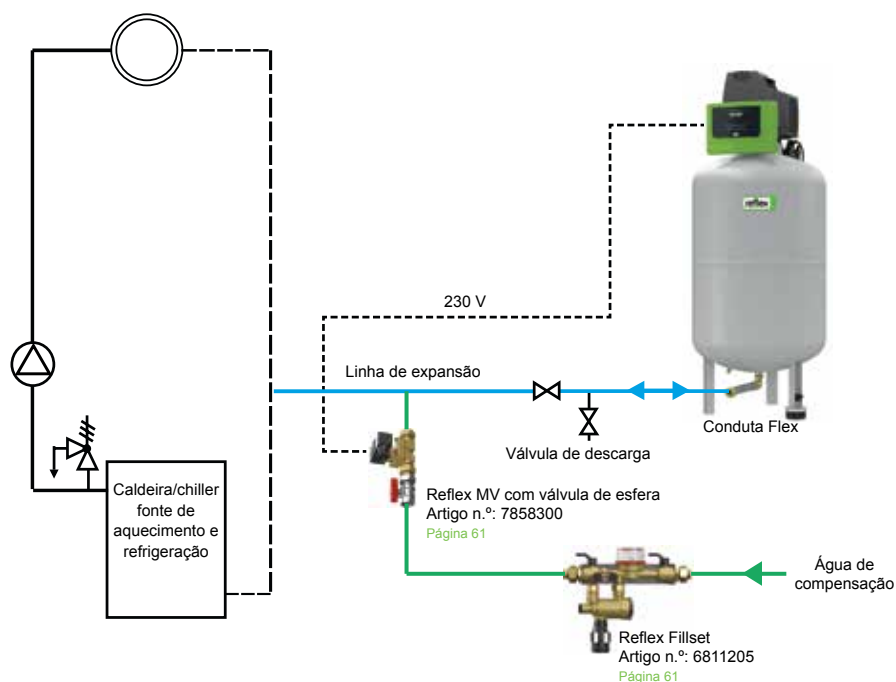 reflex
230 V
Linha de expansão
Conduta Flex
Válvula de descarga
Caldeira/chiller
fonte de
aquecimento e
refrigeração
Reflex MV com válvula de esfera
Artigo n.º: 7858300
Página 61
Água de
compensação
Reflex Fillset
Artigo n.º: 6811205
Página 61